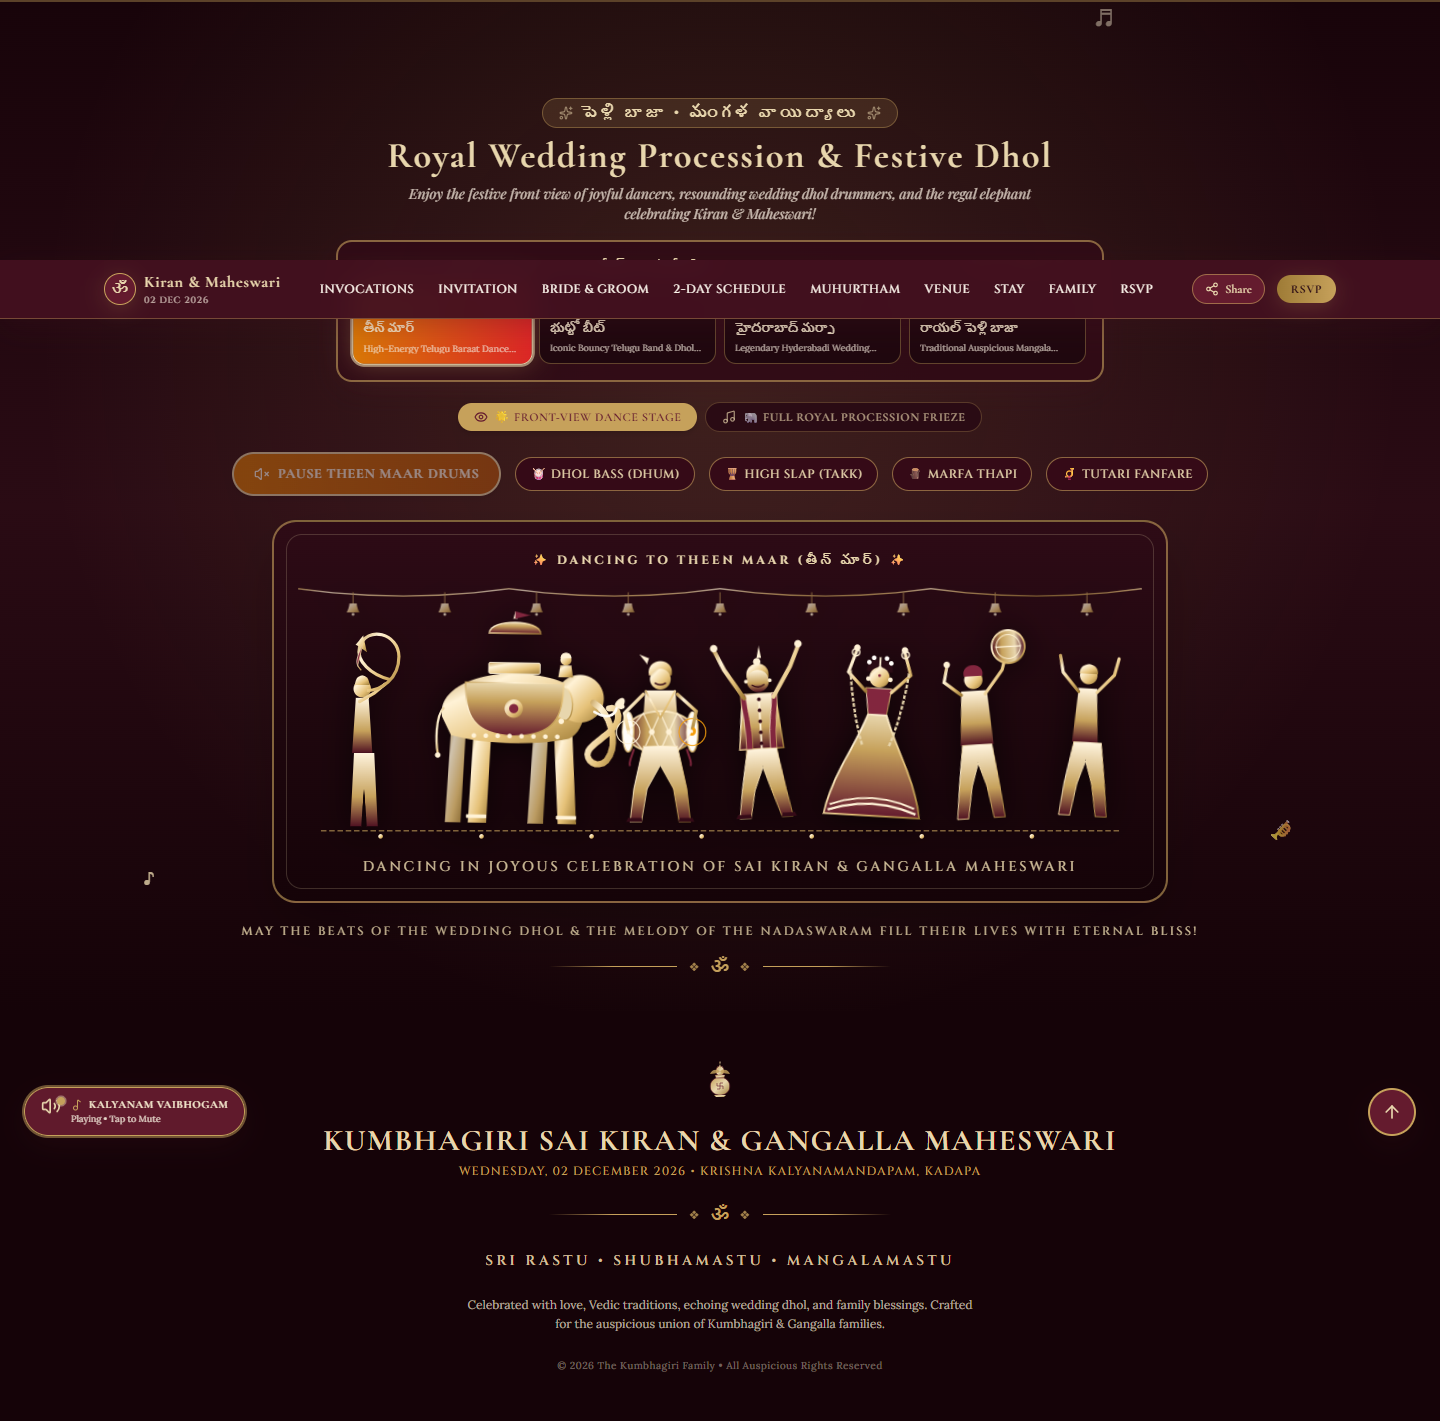 పెళ్లి బాజా • మంగళ వాయిద్యాలు
Royal Wedding Procession & Festive Dhol
Enjoy the festive front view of joyful dancers, resounding wedding dhol drummers, and the regal elephant
celebrating Kiran & Maheswari!
ॐ
Kiran & Maheswari
02 DEC 2026
INVOCATIONS
INVITATION
BRIDE & GROOM
2-DAY SCHEDULE
MUHURTHAM
VENUE
STAY
FAMILY
RSVP
Share
RSVP
తీన్ మార్
High-Energy Telugu Baraat Dance...
భుట్టో బీట్
Iconic Bouncy Telugu Band & Dhol...
హైదరాబాద్ మర్ఫా
Legendary Hyderabadi Wedding...
రాయల్ పెళ్లి బాజా
Traditional Auspicious Mangala...
FRONT-VIEW DANCE STAGE
FULL ROYAL PROCESSION FRIEZE
PAUSE THEEN MAAR DRUMS
DHOL BASS (DHUM)
HIGH SLAP (TAKK)
MARFA THAPI
TUTARI FANFARE
DANCING TO THEEN MAAR (తీన్ మార్)
DANCING IN JOYOUS CELEBRATION OF SAI KIRAN & GANGALLA MAHESWARI
MAY THE BEATS OF THE WEDDING DHOL & THE MELODY OF THE NADASWARAM FILL THEIR LIVES WITH ETERNAL BLISS!
ॐ
KALYANAM VAIBHOGAM
Playing • Tap to Mute
KUMBHAGIRI SAI KIRAN & GANGALLA MAHESWARI
WEDNESDAY, 02 DECEMBER 2026 • KRISHNA KALYANAMANDAPAM, KADAPA
ॐ
SRI RASTU • SHUBHAMASTU • MANGALAMASTU
Celebrated with love, Vedic traditions, echoing wedding dhol, and family blessings. Crafted
for the auspicious union of Kumbhagiri & Gangalla families.
© 2026 The Kumbhagiri Family • All Auspicious Rights Reserved